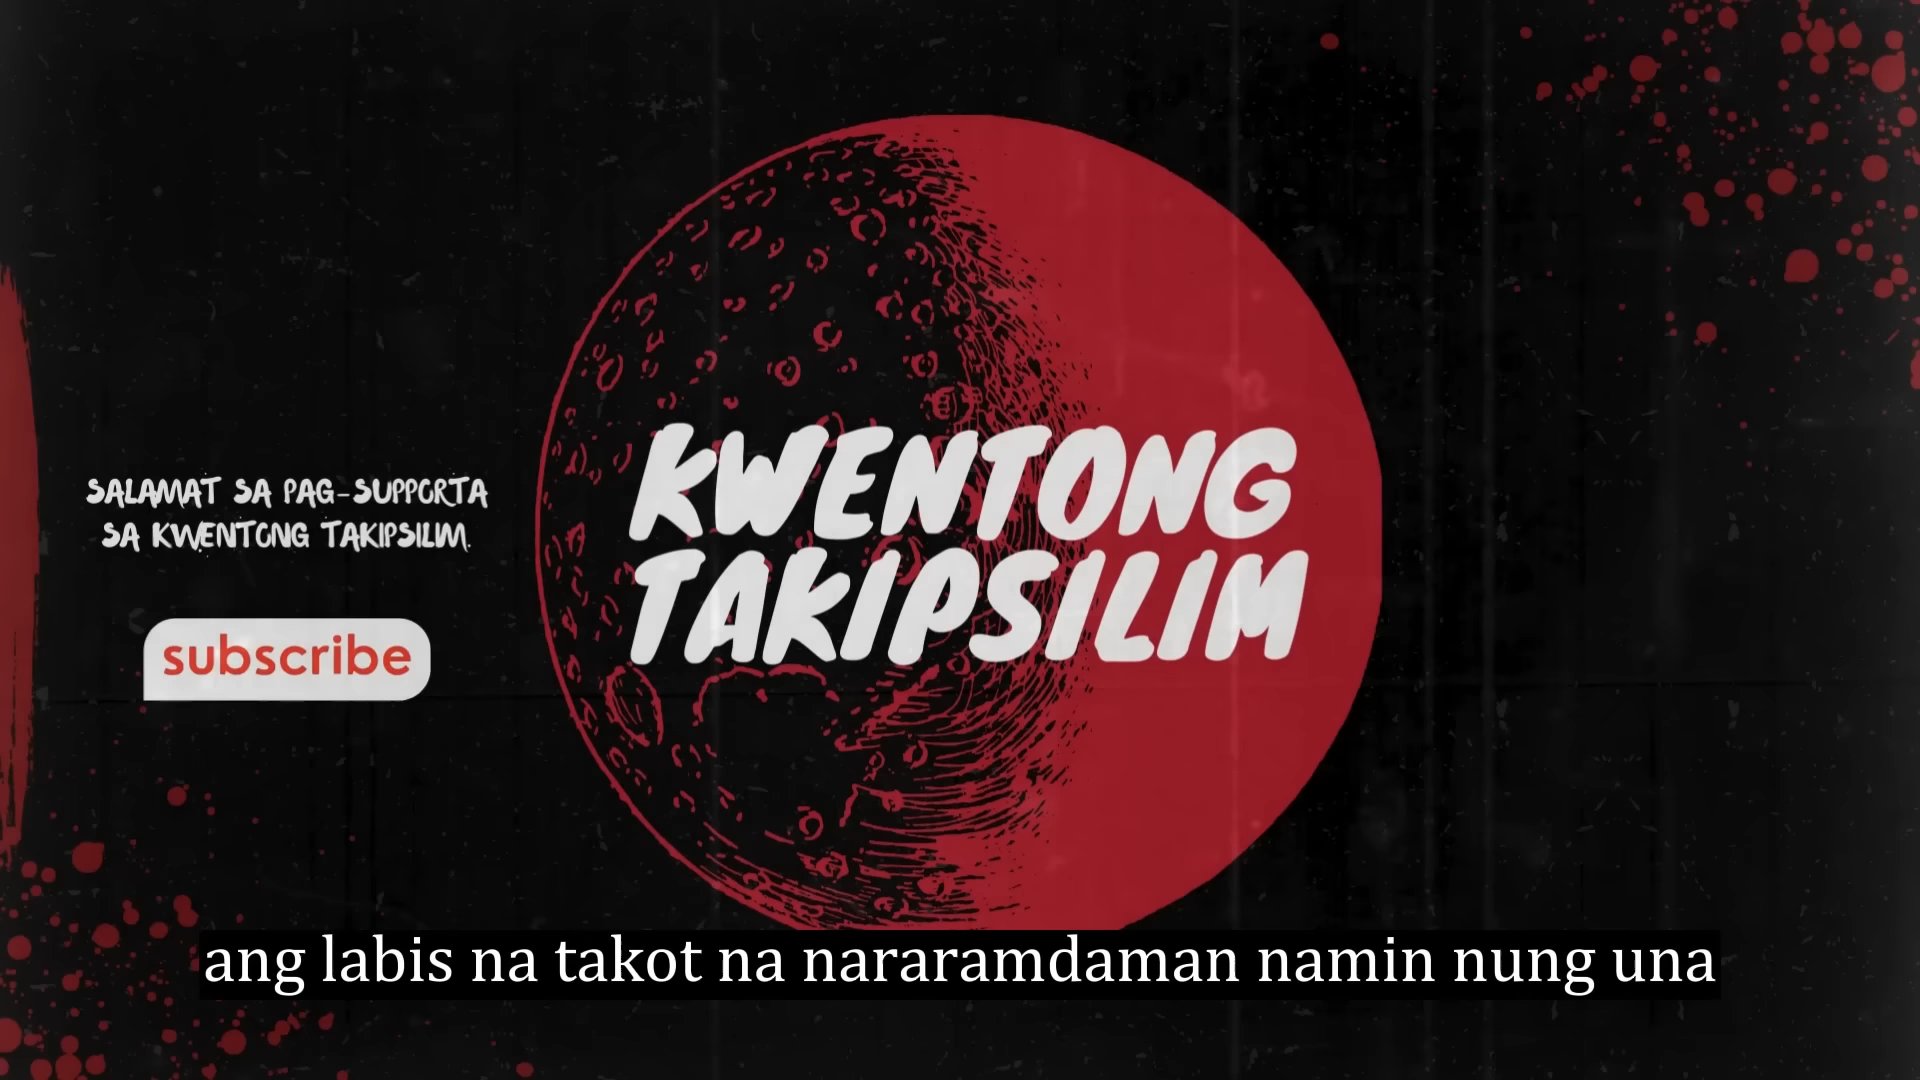 SALAMAT SA PAG-SUPPORTA
SA KWENTONG TAKIPSILIM.
subscribe
KWENTONG
TAKIPSILIM
ang labis na takot na nararamdaman namin nung una